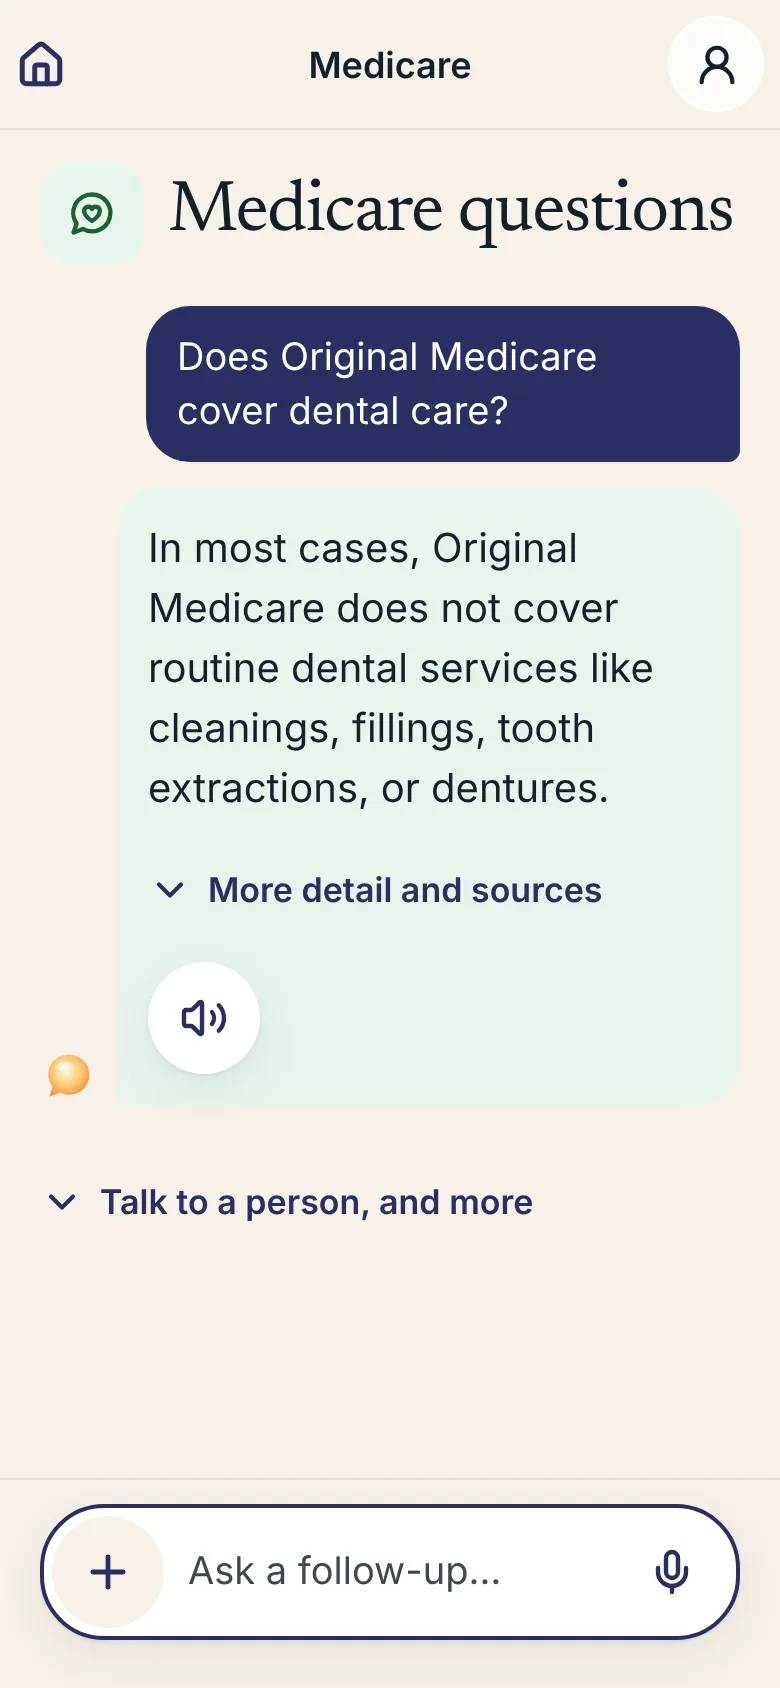 Medicare
Medicare questions
Does Original Medicare
cover dental care?
In most cases, Original
Medicare does not cover
routine dental services like
cleanings, fillings, tooth
extractions, or dentures.
More detail and sources
Talk to a person, and more
Ask a follow-up...